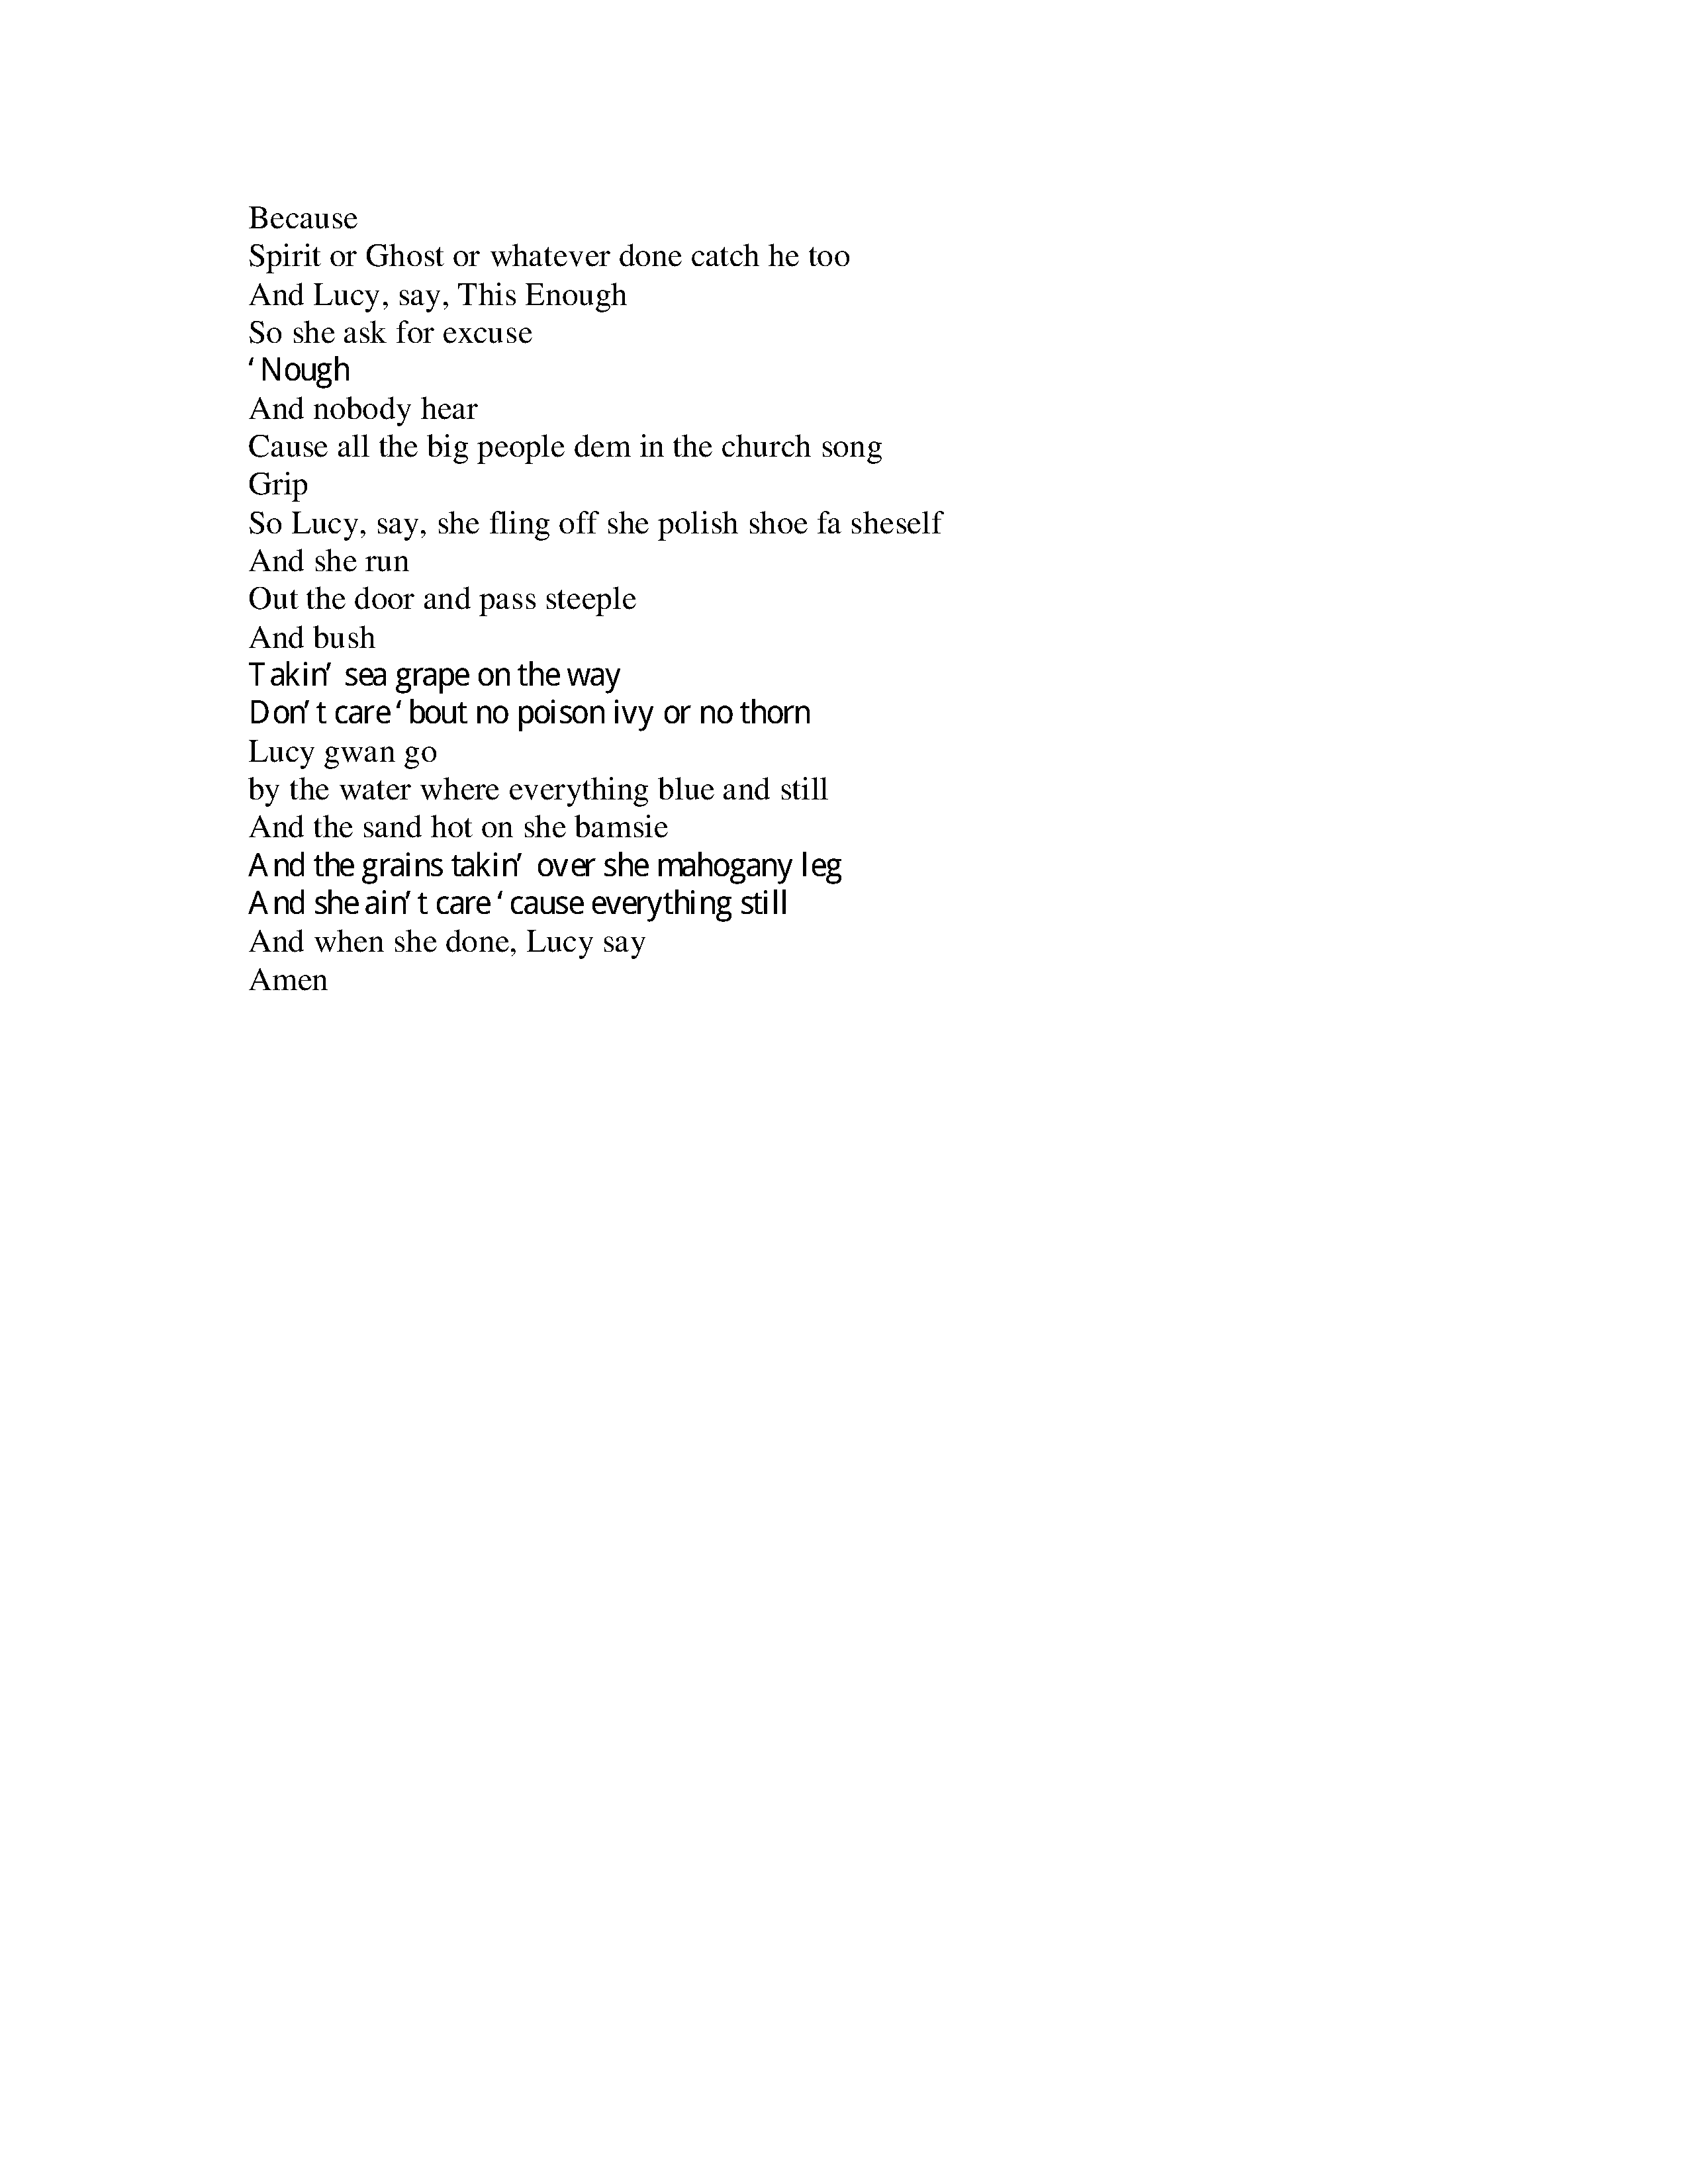 Because
Spirit or Ghost or whatever done catch he too
And Lucy, say, This Enough
So she ask for excuse
‘Nough
And nobody hear
Cause all the big people dem in the church song
Grip
So Lucy, say, she fling off she polish shoe fa sheself
And she run
Out the door and pass steeple
And bush
Takin’ sea grape on the way
Don’t care ‘bout no poison ivy or no thorn
Lucy gwan go
by the water where everything blue and still
And the sand hot on she bamsie
And the grains takin’ over she mahogany leg
And she ain’t care ‘cause everything still
And when she done, Lucy say
Amen